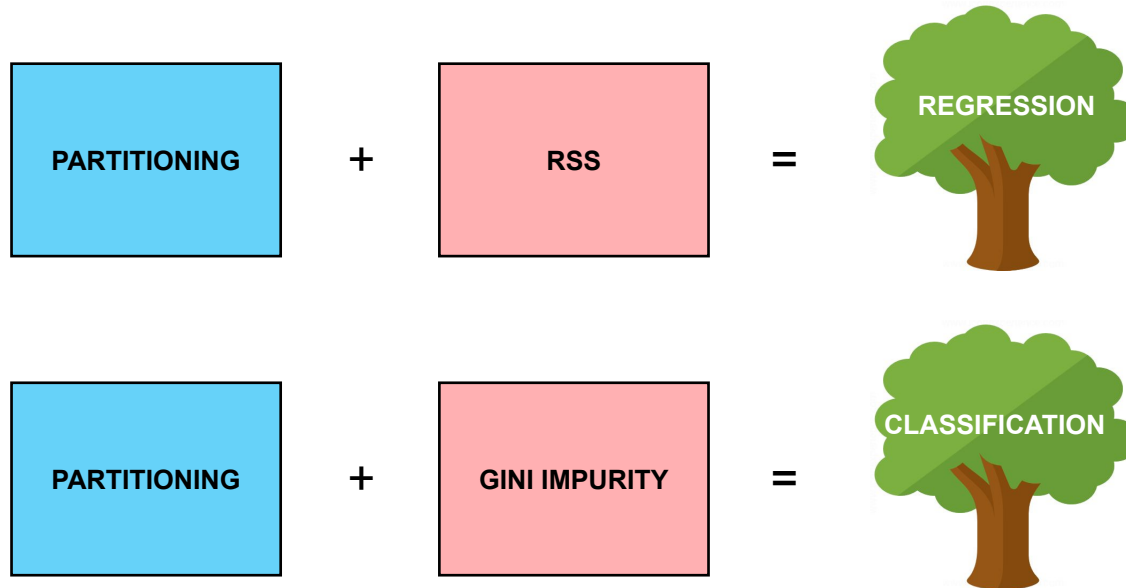 PARTITIONING + RSS = REGRESSION
PARTITIONING + GINI IMPURITY = CLASSIFICATION